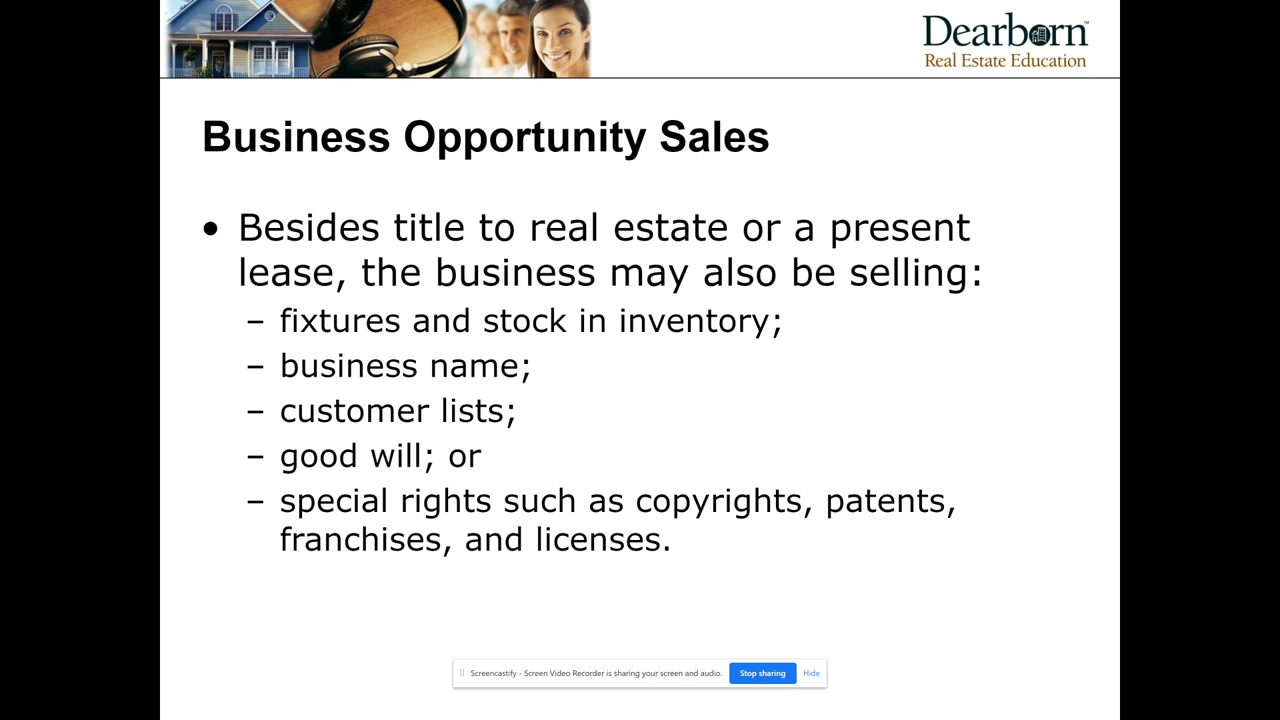 Dearborn™
Real Estate Education
Business Opportunity Sales
• Besides title to real estate or a present
lease, the business may also be selling:
– fixtures and stock in inventory;
– business name;
– customer lists;
– good will; or
– special rights such as copyrights, patents,
franchises, and licenses.
Screencastify - Screen Video Recorder is sharing your screen and audio. Stop sharing Hide